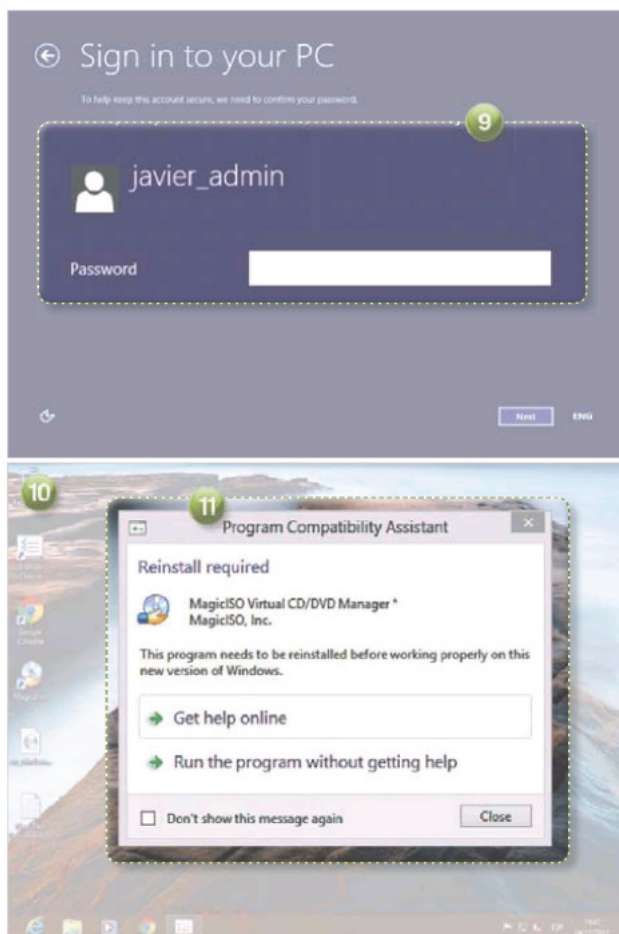 Sign in to your PC
To help keep this account secure, we need to confirm your password.
9
javier_admin
Password
Next ENG
10
11
Program Compatibility Assistant
Reinstall required
MagicISO Virtual CD/DVD Manager *
MagicISO, Inc.
This program needs to be reinstalled before working properly on this
new version of Windows.
Get help online
Run the program without getting help
Don't show this message again
Close